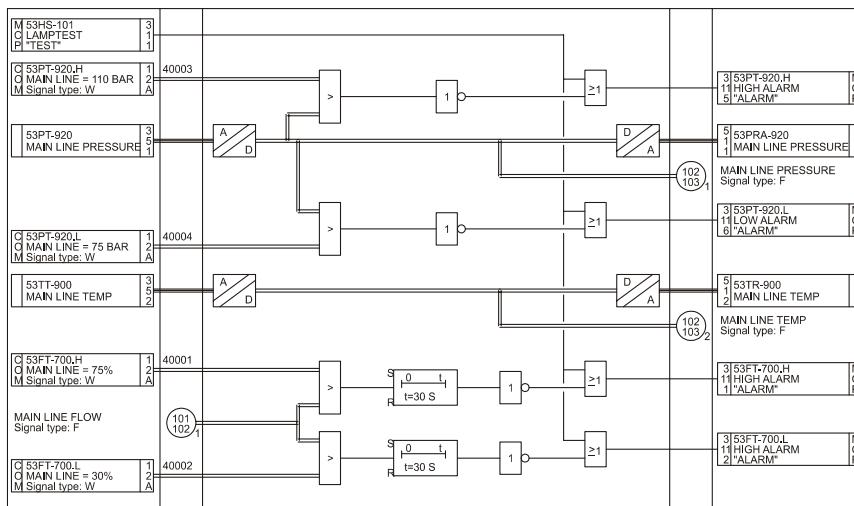 M 53HS-101 3
C LAMPTEST 1
P "TEST" 1
C 53PT-920.H 1 40003
O MAIN LINE = 110 BAR 2
M Signal type: W A
> 1 ≥1
3 53PT-920.H
11 HIGH ALARM
5 "ALARM"
53PT-920 3
MAIN LINE PRESSURE 5
1
A
D
D
A
5 53PRA-920
1 MAIN LINE PRESSURE
1
102
103 1
MAIN LINE PRESSURE
Signal type: F
C 53PT-920.L 1 40004
O MAIN LINE = 75 BAR 2
M Signal type: W A
> 1 ≥1
3 53PT-920.L
11 LOW ALARM
6 "ALARM"
53TT-900 3
MAIN LINE TEMP 5
2
A
D
D
A
5 53TR-900
1 MAIN LINE TEMP
2
102
103 2
MAIN LINE TEMP
Signal type: F
C 53FT-700.H 1 40001
O MAIN LINE = 75% 2
M Signal type: W A
>
S
0 t
R t=30 S
1 ≥1
3 53FT-700.H
11 HIGH ALARM
1 "ALARM"
MAIN LINE FLOW
Signal type: F
101
102 1
>
S
0 t
R t=30 S
1 ≥1
3 53FT-700.L
11 HIGH ALARM
2 "ALARM"
C 53FT-700.L 1 40002
O MAIN LINE = 30% 2
M Signal type: W A